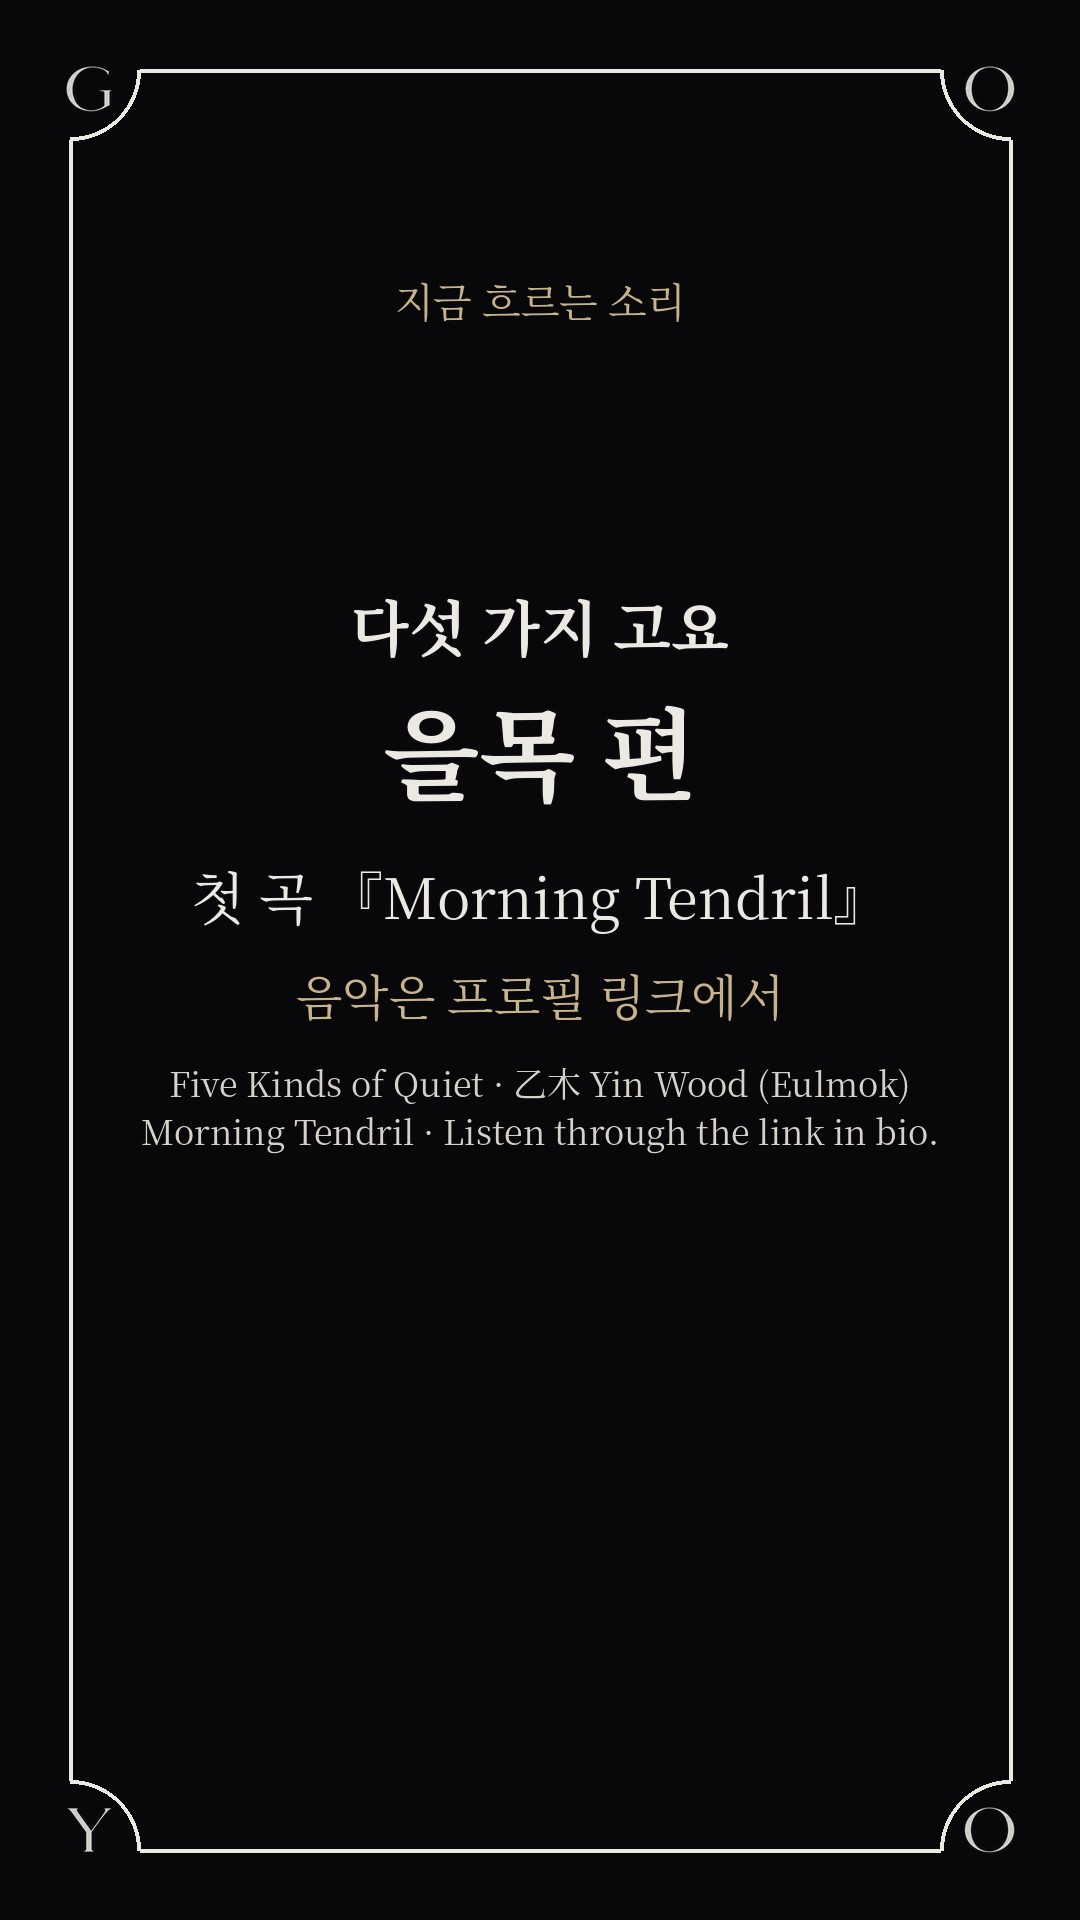 G O
지금 흐르는 소리
다섯 가지 고요
을목 편
첫 곡 『Morning Tendril』
음악은 프로필 링크에서
Five Kinds of Quiet · 乙木 Yin Wood (Eulmok)
Morning Tendril · Listen through the link in bio.
Y O